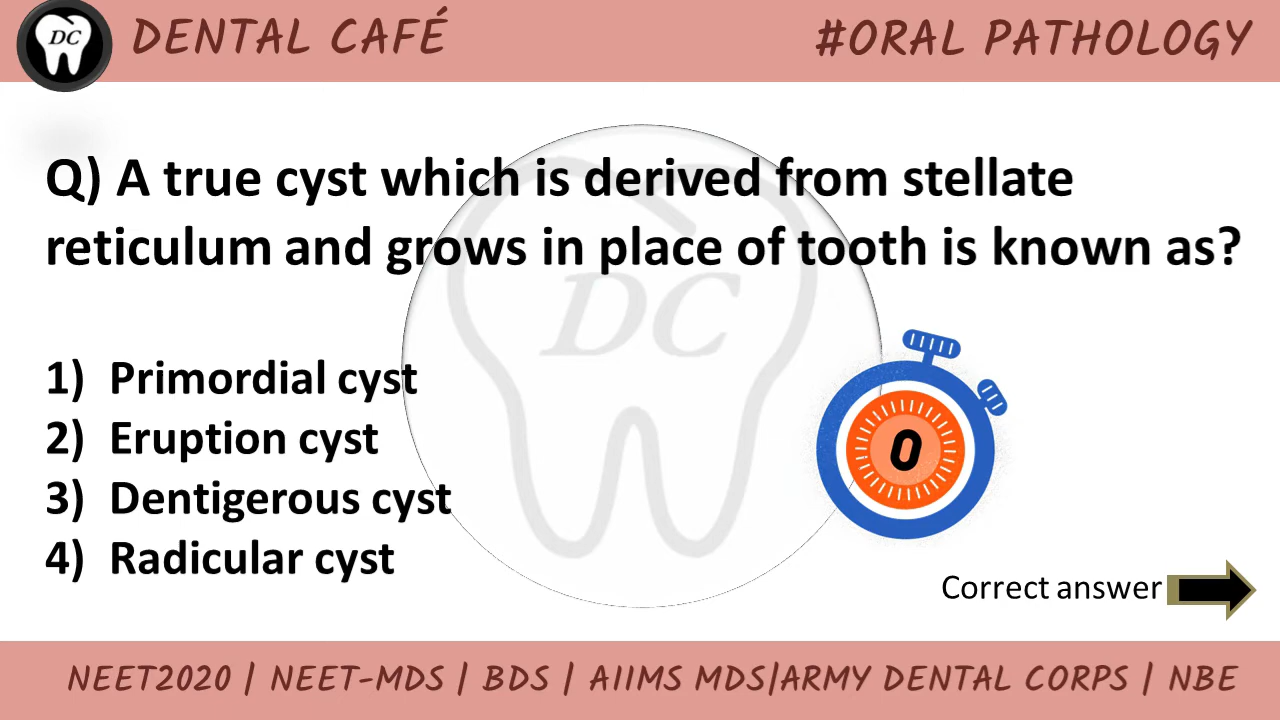 DC DENTAL CAFÉ #ORAL PATHOLOGY
Q) A true cyst which is derived from stellate
reticulum and grows in place of tooth is known as?
DC
1) Primordial cyst
2) Eruption cyst
3) Dentigerous cyst
4) Radicular cyst
0
Correct answer
NEET2020 | NEET-MDS | BDS | AIIMS MDS|ARMY DENTAL CORPS | NBE